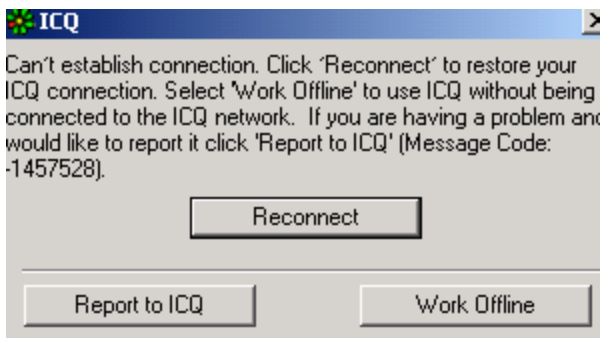 ICQ
Can´t establish connection. Click ´Reconnect´ to restore your
ICQ connection. Select 'Work Offline' to use ICQ without being
connected to the ICQ network.  If you are having a problem and
would like to report it click 'Report to ICQ' (Message Code:
-1457528).
Reconnect
Report to ICQ
Work Offline